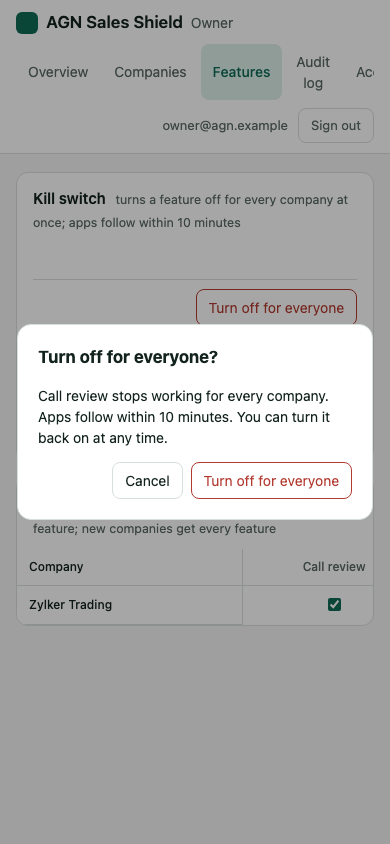 AGN Sales Shield Owner
Overview Companies Features Audit log Acc
owner@agn.example Sign out
Kill switch turns a feature off for every company at
once; apps follow within 10 minutes
Turn off for everyone
Turn off for everyone?
Call review stops working for every company.
Apps follow within 10 minutes. You can turn it
back on at any time.
Cancel Turn off for everyone
feature; new companies get every feature
Company Call review
Zylker Trading